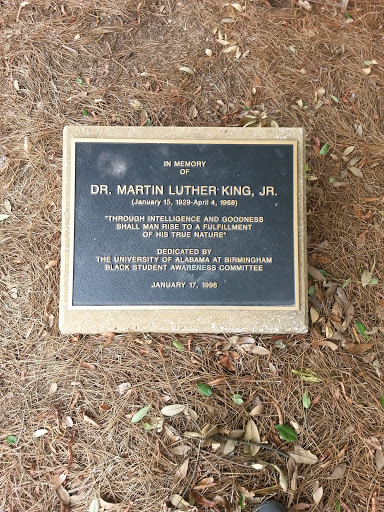 IN MEMORY
OF
DR. MARTIN LUTHER KING, JR.
(January 15, 1929-April 4, 1968)
"THROUGH INTELLIGENCE AND GOODNESS
SHALL MAN RISE TO A FULFILLMENT
OF HIS TRUE NATURE"
DEDICATED BY
THE UNIVERSITY OF ALABAMA AT BIRMINGHAM
BLACK STUDENT AWARENESS COMMITTEE
JANUARY 17, 1996